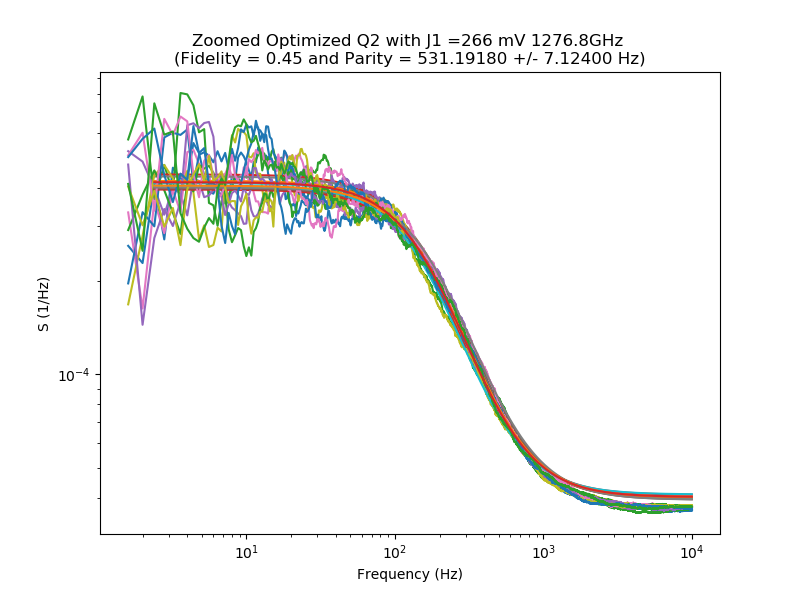 Zoomed Optimized Q2 with J1 =266 mV 1276.8GHz
(Fidelity = 0.45 and Parity = 531.19180 +/- 7.12400 Hz)
S (1/Hz)
10⁻⁴
10¹ 10² 10³ 10⁴
Frequency (Hz)